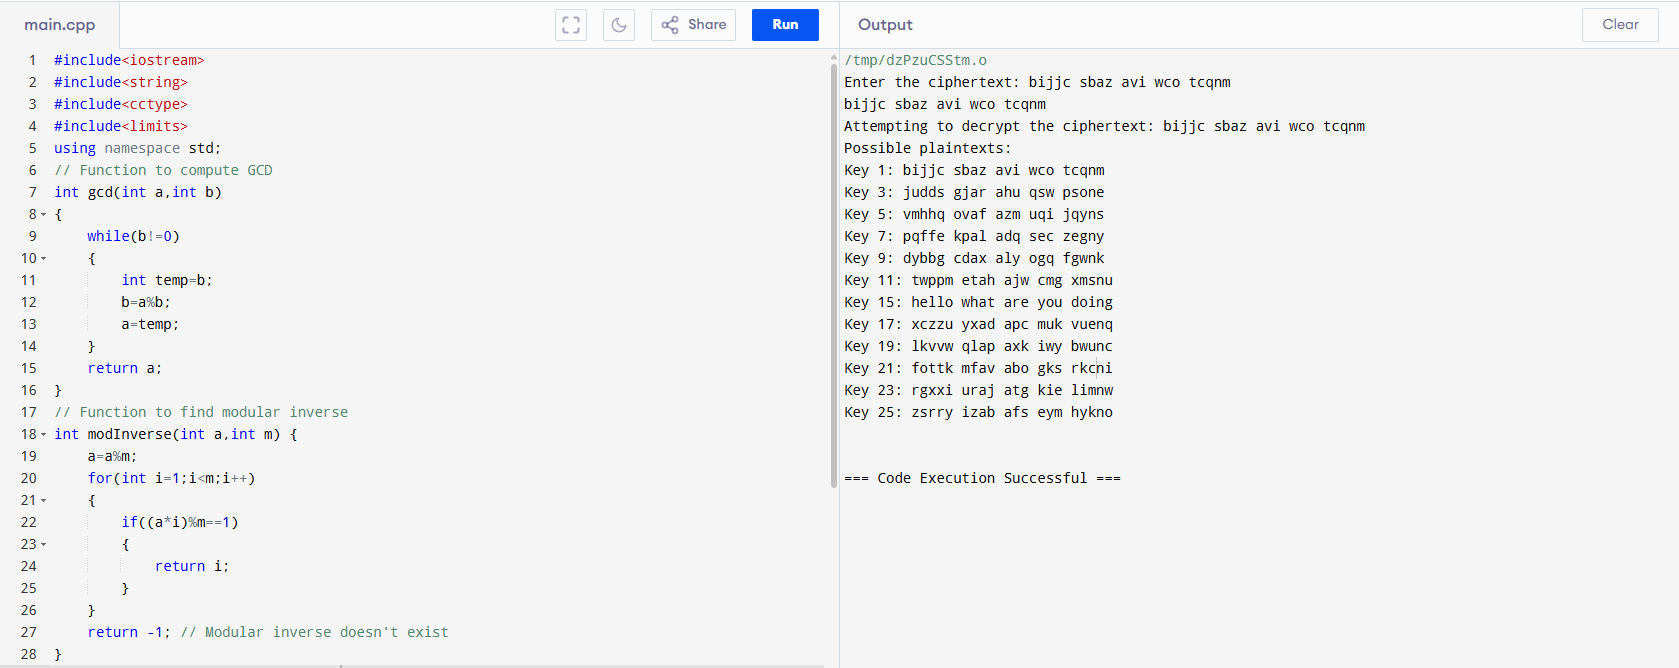 main.cpp
Share
Run
Output
Clear
1 #include<iostream>
2 #include<string>
3 #include<cctype>
4 #include<limits>
5 using namespace std;
6 // Function to compute GCD
7 int gcd(int a,int b)
8 {
9 while(b!=0)
10 {
11 int temp=b;
12 b=a%b;
13 a=temp;
14 }
15 return a;
16 }
17 // Function to find modular inverse
18 int modInverse(int a,int m) {
19 a=a%m;
20 for(int i=1;i<m;i++)
21 {
22 if((a*i)%m==1)
23 {
24 return i;
25 }
26 }
27 return -1; // Modular inverse doesn't exist
28 }
/tmp/dzPzuCSStm.o
Enter the ciphertext: bijjc sbaz avi wco tcqnm
bijjc sbaz avi wco tcqnm
Attempting to decrypt the ciphertext: bijjc sbaz avi wco tcqnm
Possible plaintexts:
Key 1: bijjc sbaz avi wco tcqnm
Key 3: judds gjar ahu qsw psone
Key 5: vmhhq ovaf azm uqi jqyns
Key 7: pqffe kpal adq sec zegny
Key 9: dybbg cdax aly ogq fgwnk
Key 11: twppm etah ajw cmg xmsnu
Key 15: hello what are you doing
Key 17: xczzu yxad apc muk vuenq
Key 19: lkvvw qlap axk iwy bwunc
Key 21: fottk mfav abo gks rkcni
Key 23: rgxxi uraj atg kie limnw
Key 25: zsrry izab afs eym hykno
=== Code Execution Successful ===